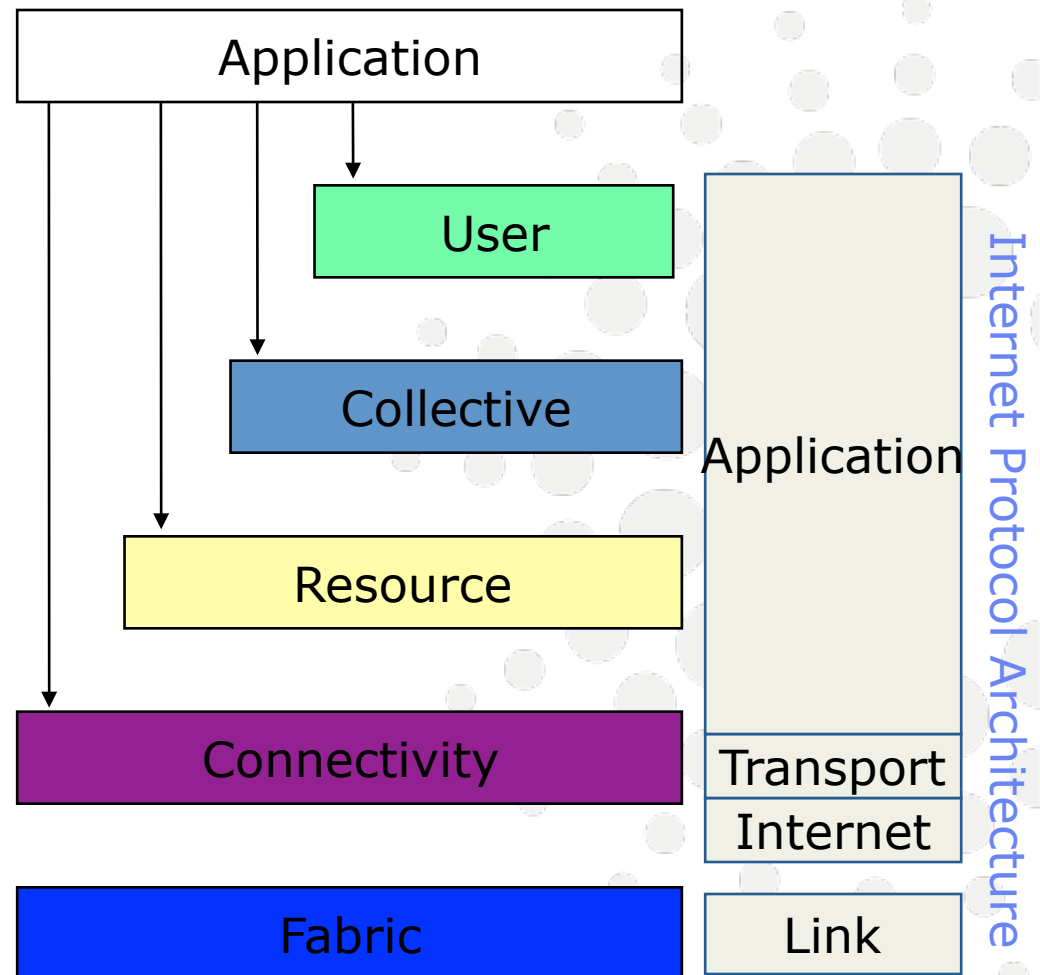 Application
User
Collective
Resource
Connectivity
Fabric
Application
Transport
Internet
Link
Internet Protocol Architecture